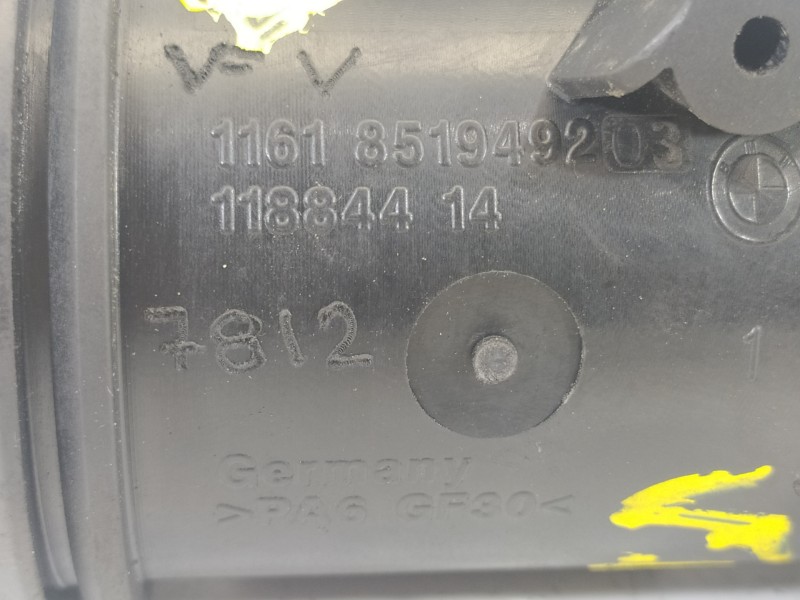 V-V
1161 8519492 03
118844 14
7812
1
Germany
>PA6 GF30<